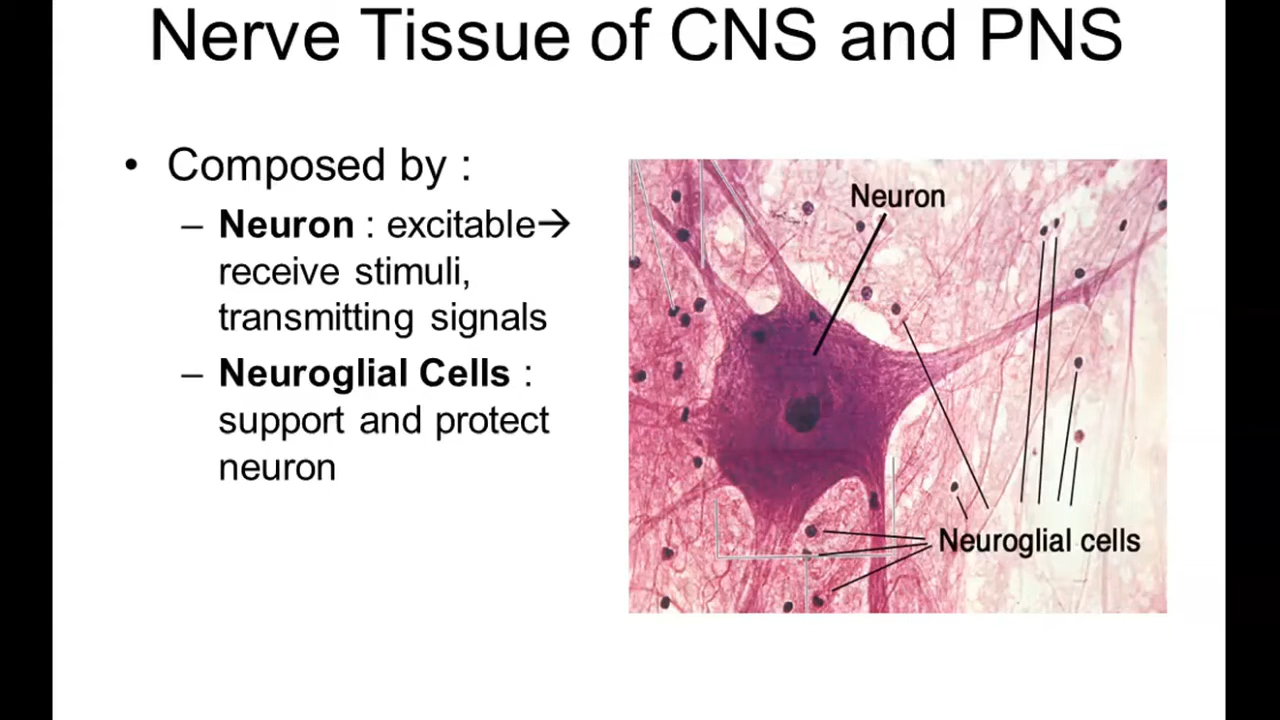 Nerve Tissue of CNS and PNS
• Composed by :
– Neuron : excitable→
receive stimuli,
transmitting signals
– Neuroglial Cells :
support and protect
neuron
Neuron
Neuroglial cells